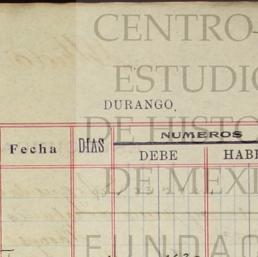 CENTRO
ESTUDIO
DURANGO.
DE HISTO
Fecha DIAS NUMEROS
DEBE HABE
DE MEXI
FUNDAC